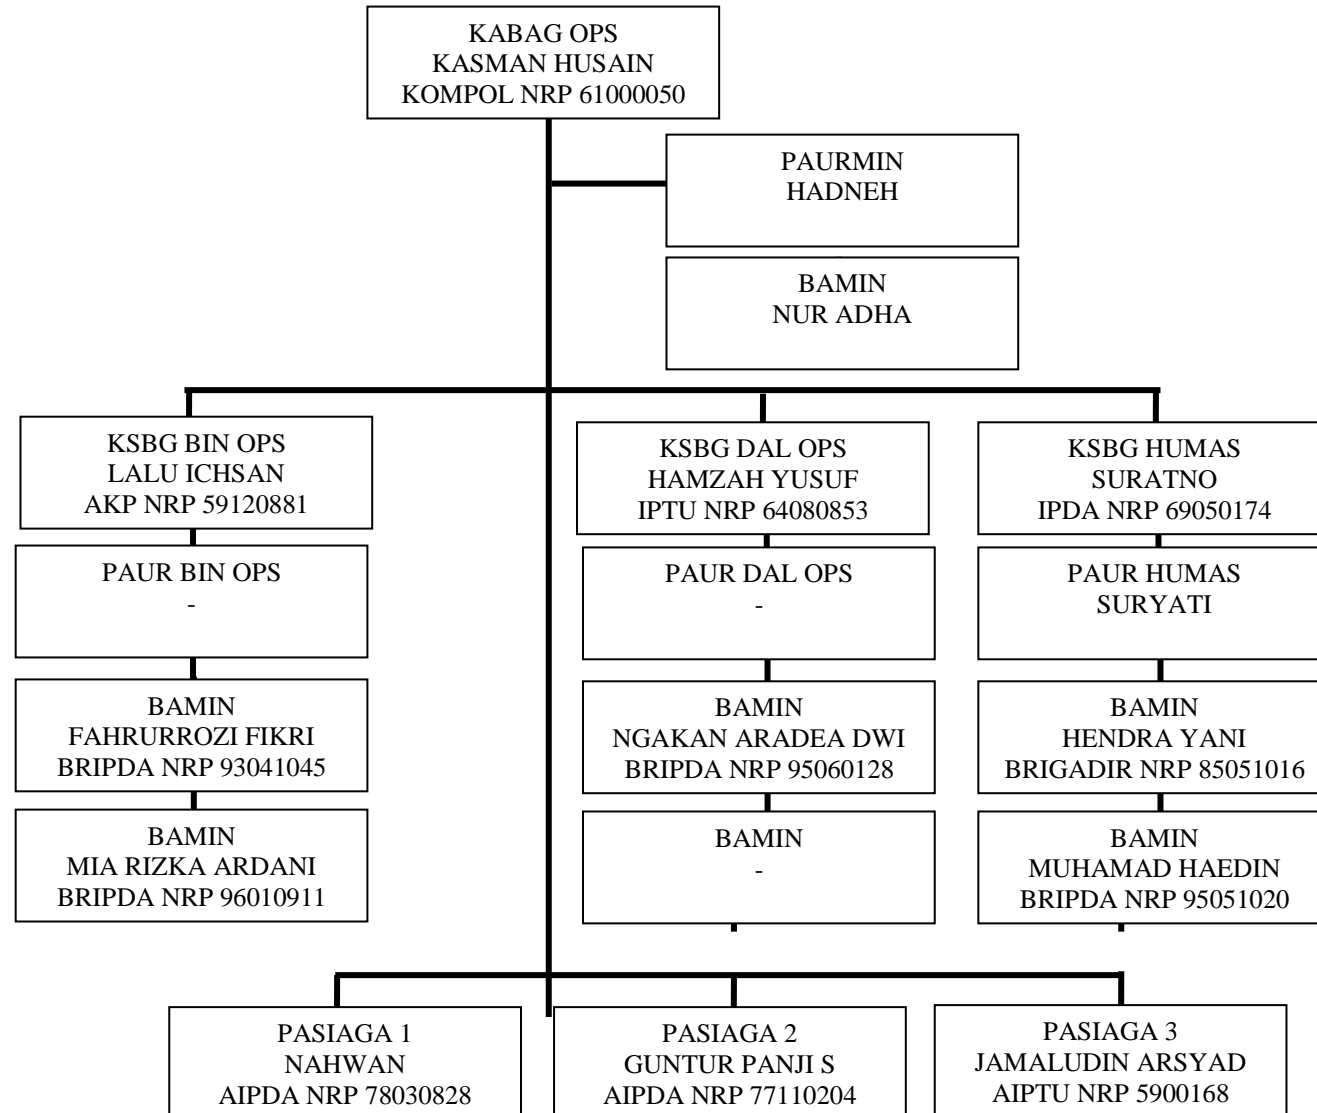 KABAG OPS
KASMAN HUSAIN
KOMPOL NRP 61000050
PAURMIN
HADNEH
BAMIN
NUR ADHA
KSBG BIN OPS
LALU ICHSAN
AKP NRP 59120881
KSBG DAL OPS
HAMZAH YUSUF
IPTU NRP 64080853
KSBG HUMAS
SURATNO
IPDA NRP 69050174
PAUR BIN OPS
-
PAUR DAL OPS
-
PAUR HUMAS
SURYATI
BAMIN
FAHRURROZI FIKRI
BRIPDA NRP 93041045
BAMIN
NGAKAN ARADEA DWI
BRIPDA NRP 95060128
BAMIN
HENDRA YANI
BRIGADIR NRP 85051016
BAMIN
MIA RIZKA ARDANI
BRIPDA NRP 96010911
BAMIN
-
BAMIN
MUHAMAD HAEDIN
BRIPDA NRP 95051020
PASIAGA 1
NAHWAN
AIPDA NRP 78030828
PASIAGA 2
GUNTUR PANJI S
AIPDA NRP 77110204
PASIAGA 3
JAMALUDIN ARSYAD
AIPTU NRP 5900168